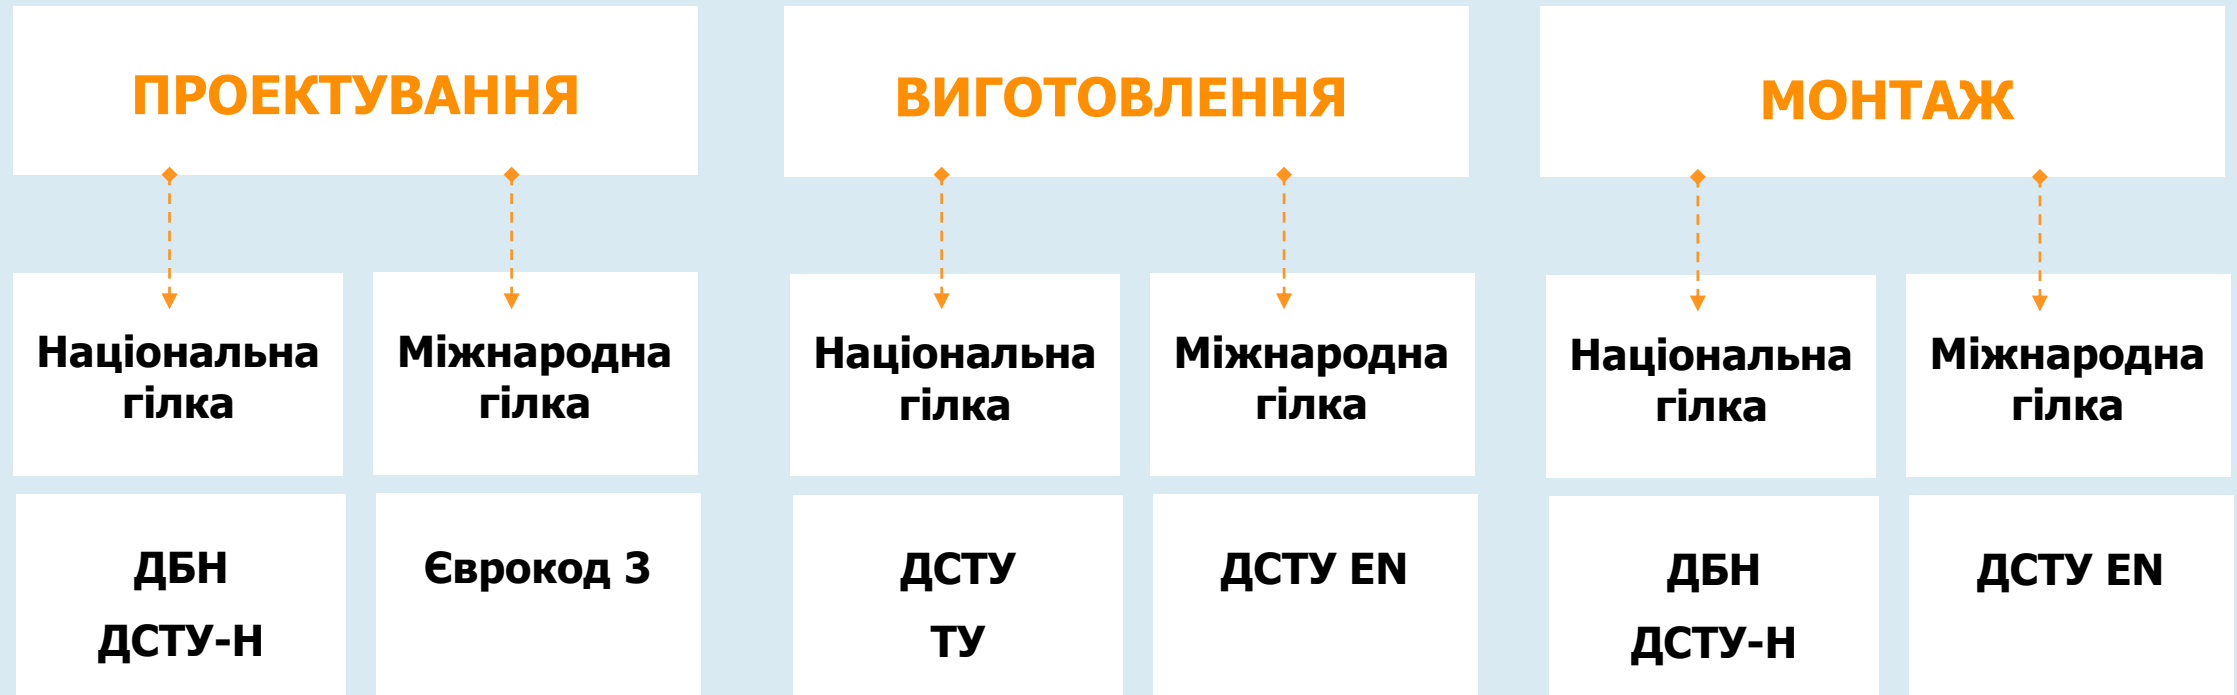 ПРОЕКТУВАННЯ
Національна
гілка
Міжнародна
гілка
ДБН
ДСТУ-Н
Єврокод 3
ВИГОТОВЛЕННЯ
Національна
гілка
Міжнародна
гілка
ДСТУ
ТУ
ДСТУ EN
МОНТАЖ
Національна
гілка
Міжнародна
гілка
ДБН
ДСТУ-Н
ДСТУ EN